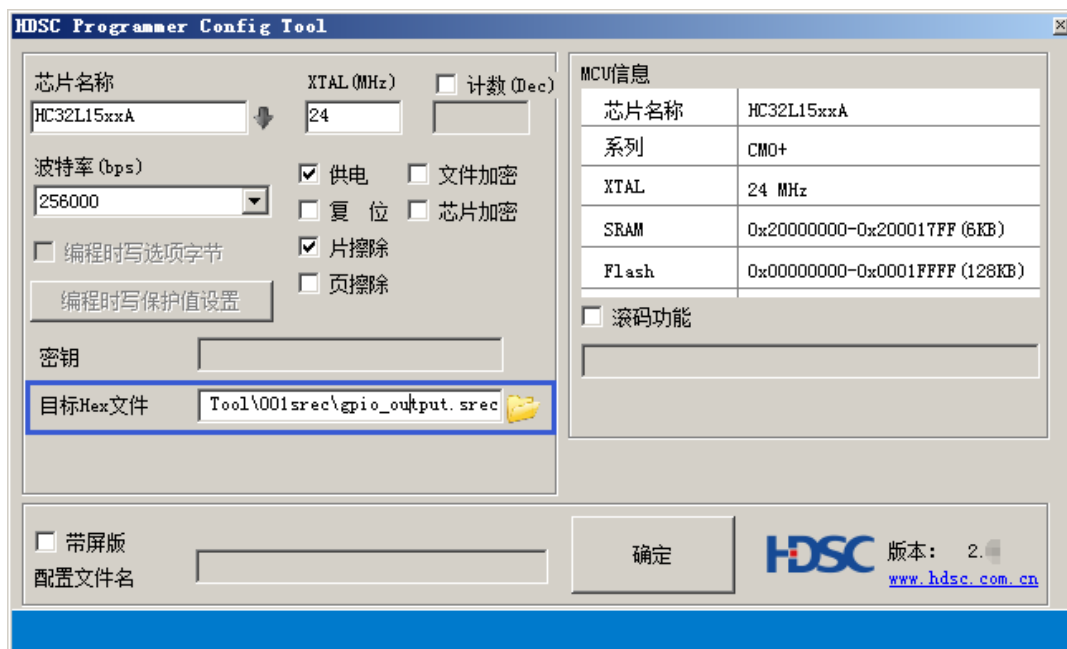 HDSC Programmer Config Tool
芯片名称
XTAL(MHz)
计数(Dec)
HC32L15xxA
24
波特率(bps)
256000
供电
文件加密
复 位
芯片加密
编程时写选项字节
片擦除
编程时写保护值设置
页擦除
密钥
目标Hex文件
Tool\001srec\gpio_output.srec
MCU信息
芯片名称 HC32L15xxA
系列 CM0+
XTAL 24 MHz
SRAM 0x20000000-0x200017FF(6KB)
Flash 0x00000000-0x0001FFFF(128KB)
滚码功能
带屏版
配置文件名
确定
HDSC
版本: 2.
www.hdsc.com.cn